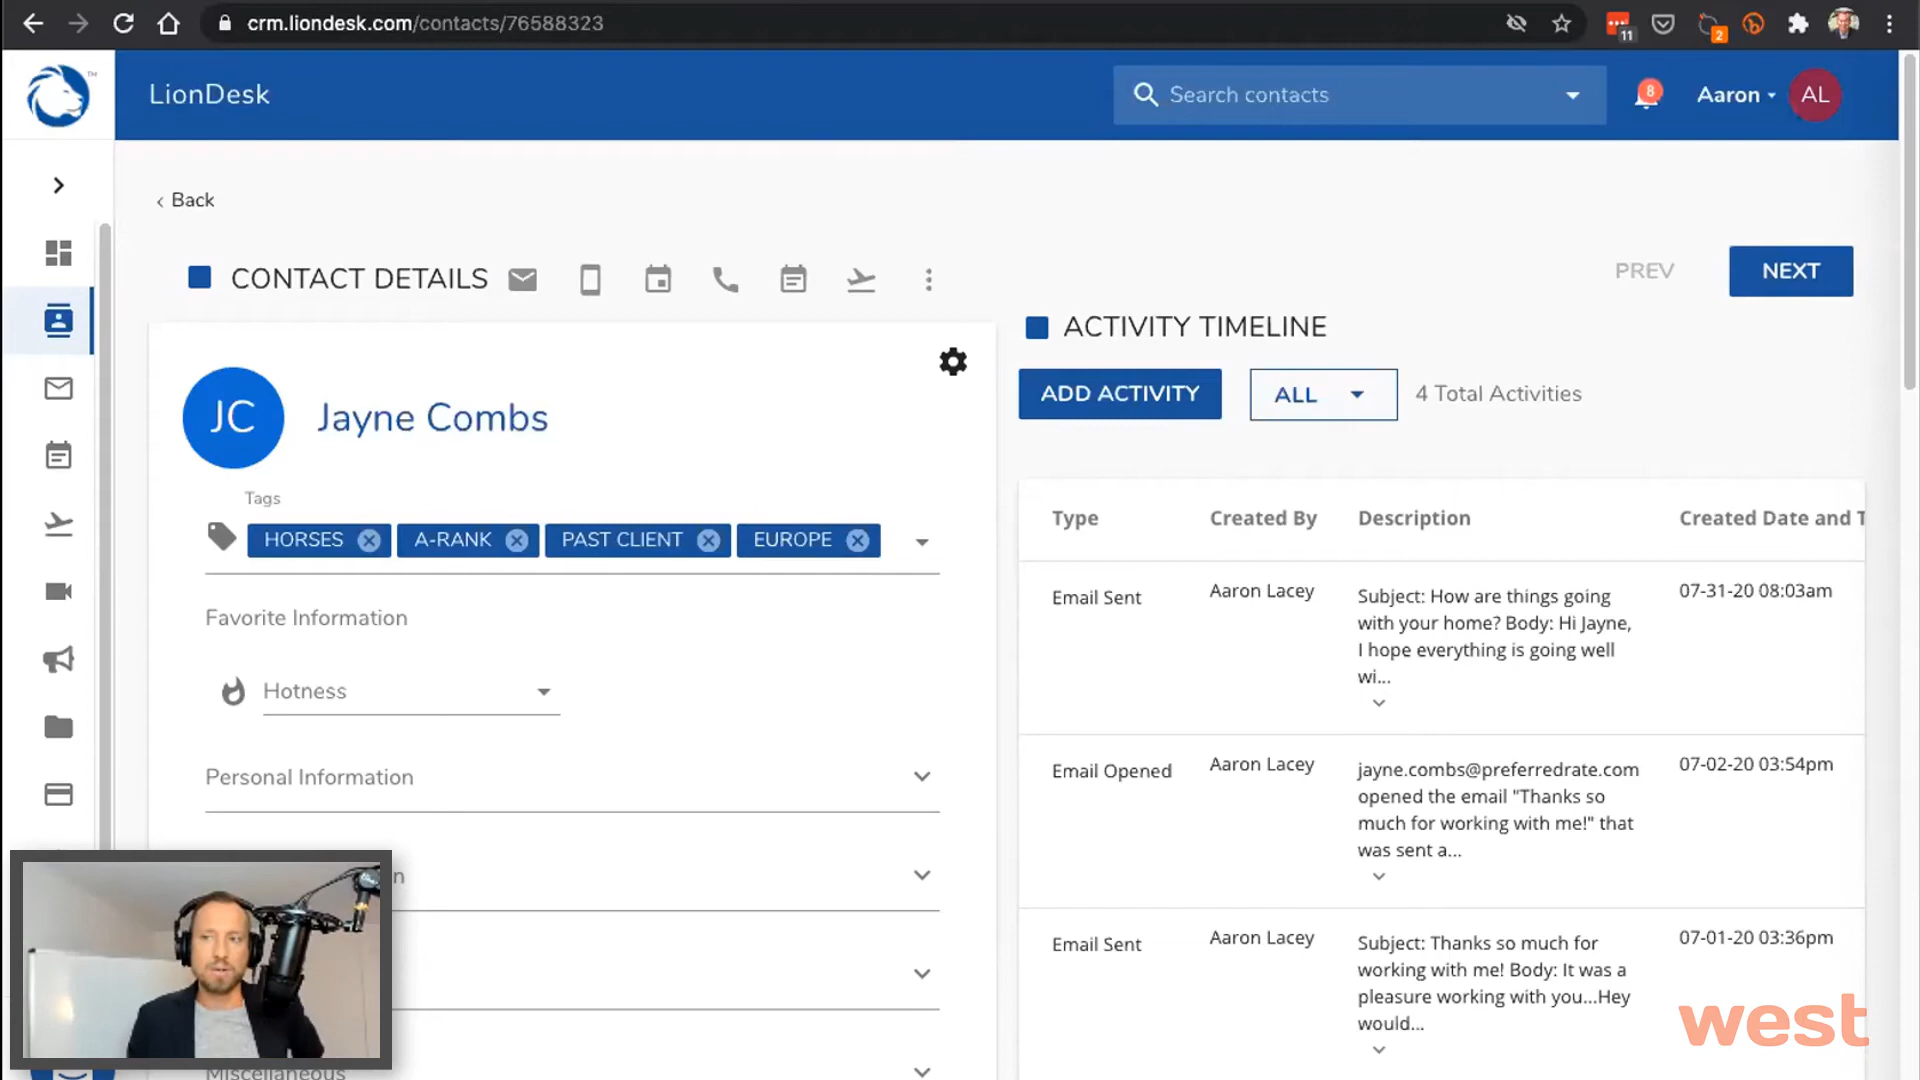 crm.liondesk.com/contacts/76588323
11
2
TM
LionDesk
Search contacts
8
Aaron
AL
‹ Back
CONTACT DETAILS
PREV
NEXT
ACTIVITY TIMELINE
JC
Jayne Combs
ADD ACTIVITY
ALL
4 Total Activities
Tags
HORSES
A-RANK
PAST CLIENT
EUROPE
Favorite Information
Hotness
Personal Information
n
Miscellaneous
Type Created By Description Created Date and T
Email Sent Aaron Lacey Subject: How are things going 07-31-20 08:03am
with your home? Body: Hi Jayne,
I hope everything is going well
wi...
Email Opened Aaron Lacey jayne.combs@preferredrate.com 07-02-20 03:54pm
opened the email "Thanks so
much for working with me!" that
was sent a...
Email Sent Aaron Lacey Subject: Thanks so much for 07-01-20 03:36pm
working with me! Body: It was a
pleasure working with you...Hey
would...
west